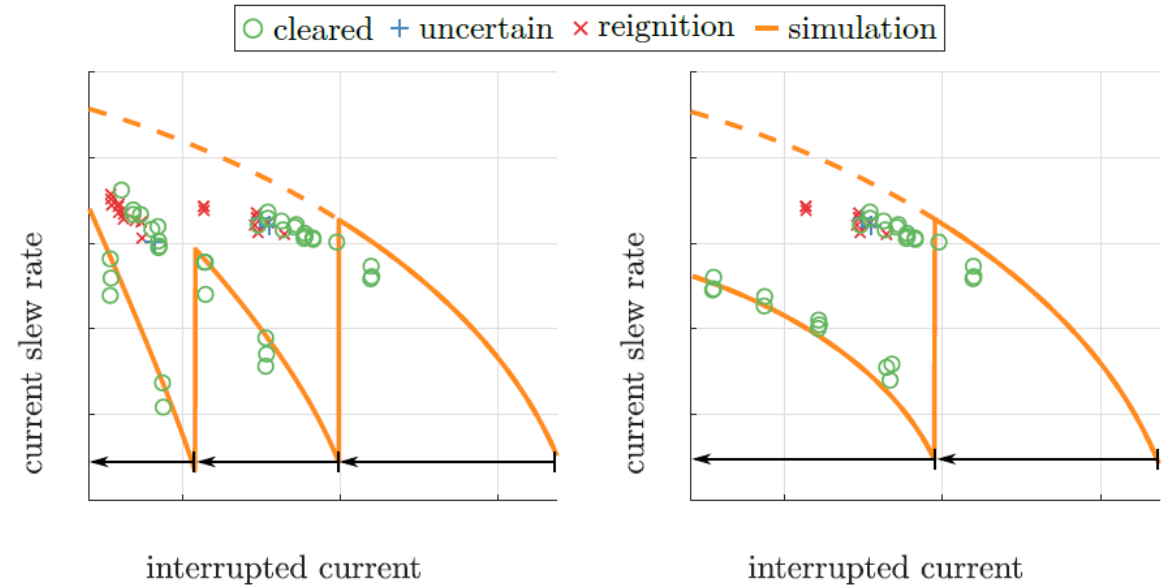 cleared uncertain reignition simulation
current slew rate
interrupted current
current slew rate
interrupted current